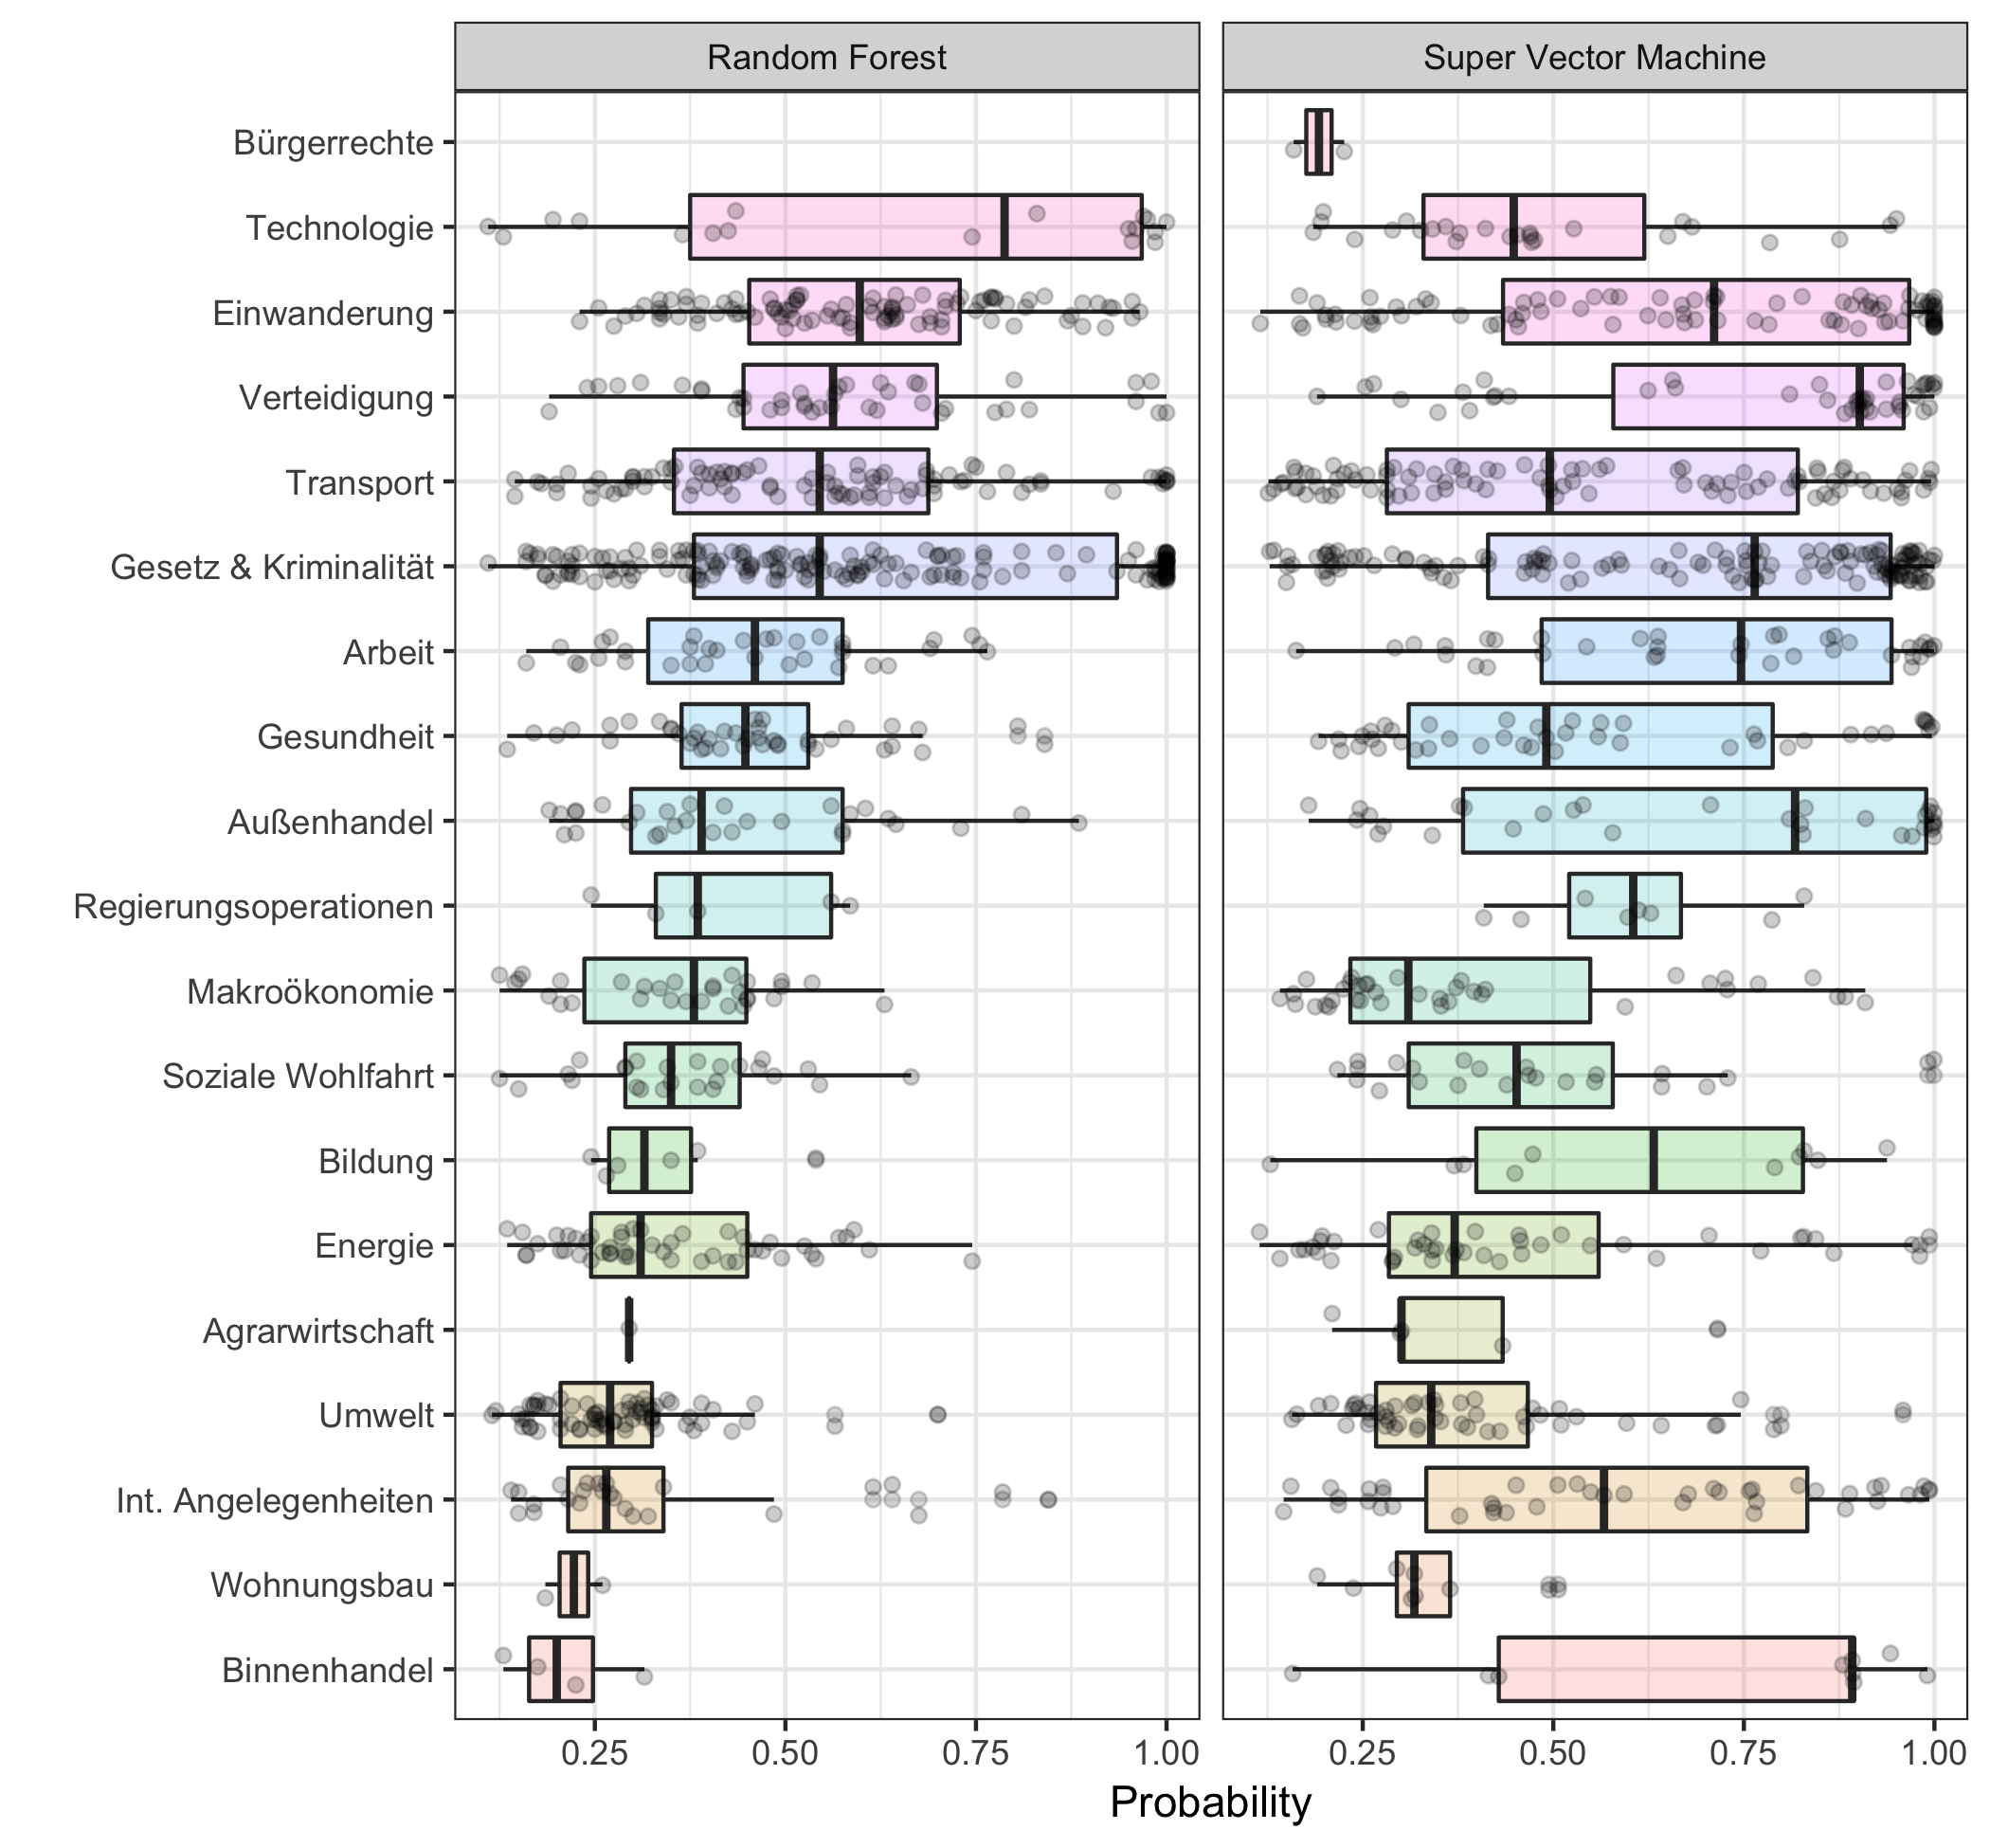 Random Forest
Super Vector Machine
Bürgerrechte
Technologie
Einwanderung
Verteidigung
Transport
Gesetz & Kriminalität
Arbeit
Gesundheit
Außenhandel
Regierungsoperationen
Makroökonomie
Soziale Wohlfahrt
Bildung
Energie
Agrarwirtschaft
Umwelt
Int. Angelegenheiten
Wohnungsbau
Binnenhandel
0.25 0.50 0.75 1.00
0.25 0.50 0.75 1.00
Probability